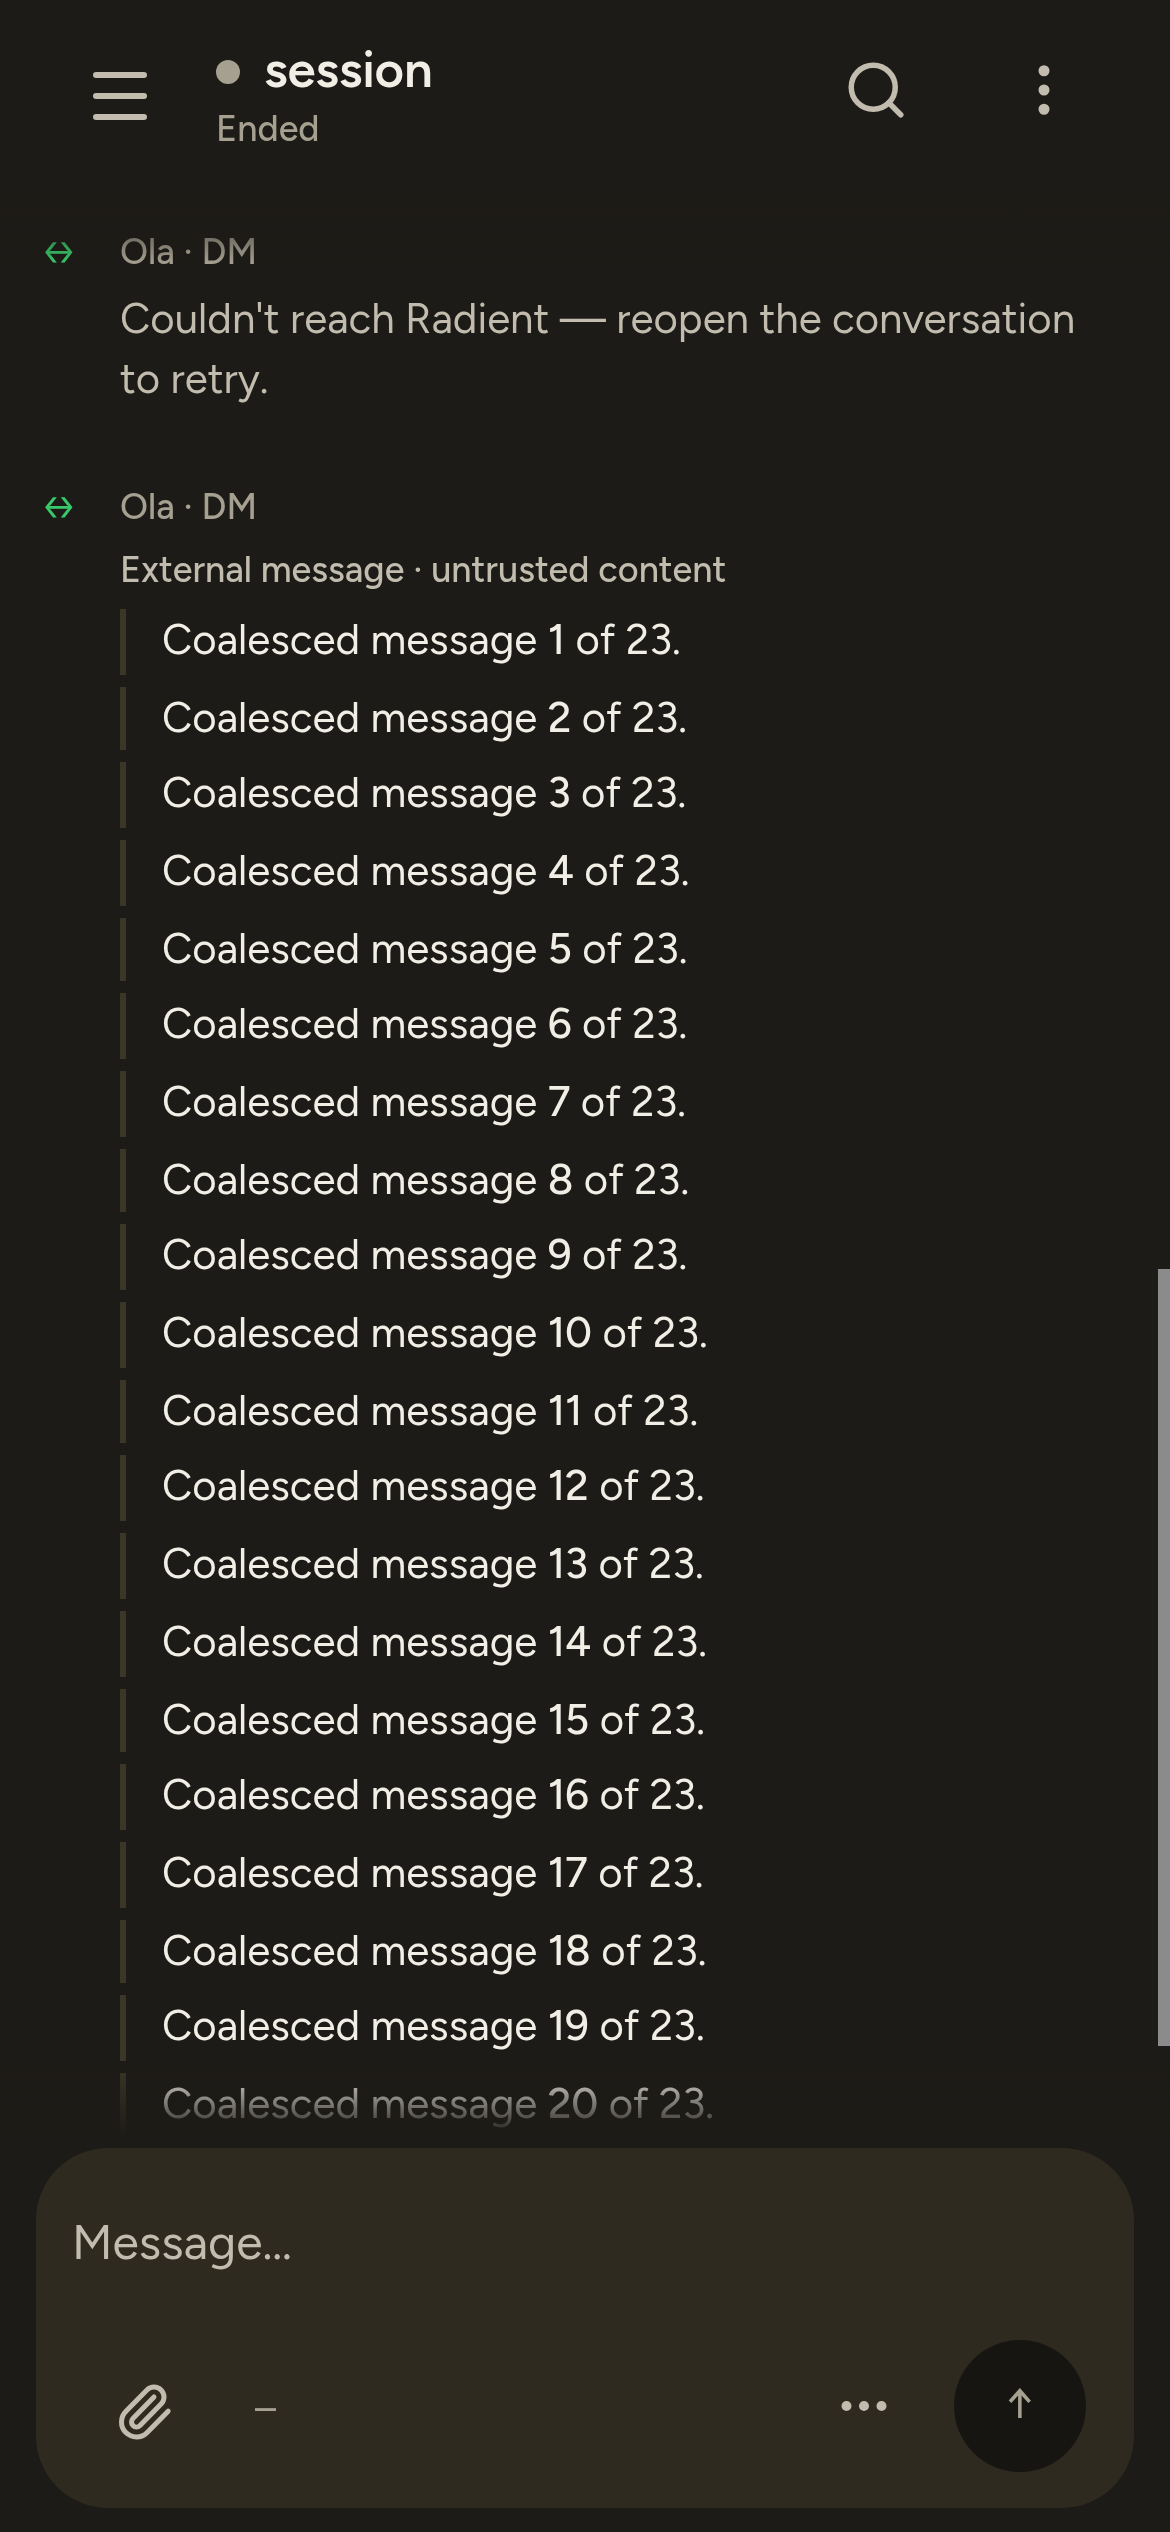 session
Ended
Ola · DM
Couldn't reach Radient — reopen the conversation
to retry.
Ola · DM
External message · untrusted content
Coalesced message 1 of 23.
Coalesced message 2 of 23.
Coalesced message 3 of 23.
Coalesced message 4 of 23.
Coalesced message 5 of 23.
Coalesced message 6 of 23.
Coalesced message 7 of 23.
Coalesced message 8 of 23.
Coalesced message 9 of 23.
Coalesced message 10 of 23.
Coalesced message 11 of 23.
Coalesced message 12 of 23.
Coalesced message 13 of 23.
Coalesced message 14 of 23.
Coalesced message 15 of 23.
Coalesced message 16 of 23.
Coalesced message 17 of 23.
Coalesced message 18 of 23.
Coalesced message 19 of 23.
Coalesced message 20 of 23.
Message...
–